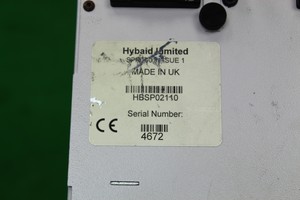 Hybaid Limited
ISSUE 1
MADE IN UK
HBSP02110
Serial Number:
4672
CE